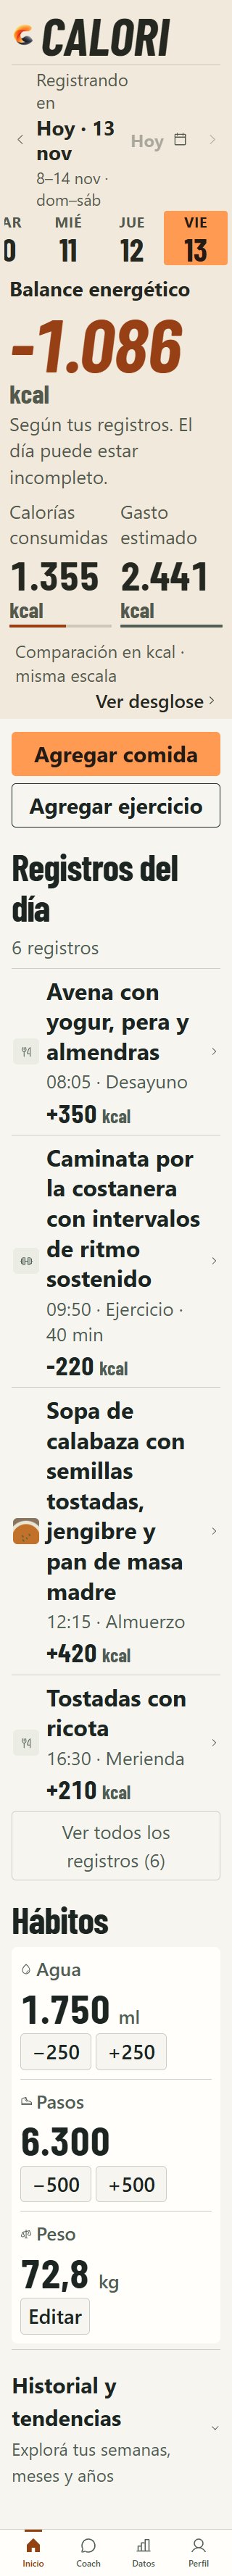 CALORI
Registrando
en
Hoy · 13
nov
Hoy
8–14 nov ·
dom–sáb
AR MIÉ JUE VIE
0 11 12 13
Balance energético
-1.086
kcal
Según tus registros. El
día puede estar
incompleto.
Calorías
consumidas
Gasto
estimado
1.355
kcal
2.441
kcal
Comparación en kcal ·
misma escala
Ver desglose
Agregar comida
Agregar ejercicio
Registros del
día
6 registros
Avena con
yogur, pera y
almendras
08:05 · Desayuno
+350 kcal
Caminata por
la costanera
con intervalos
de ritmo
sostenido
09:50 · Ejercicio ·
40 min
-220 kcal
Sopa de
calabaza con
semillas
tostadas,
jengibre y
pan de masa
madre
12:15 · Almuerzo
+420 kcal
Tostadas con
ricota
16:30 · Merienda
+210 kcal
Ver todos los
registros (6)
Hábitos
Agua
1.750 ml
−250 +250
Pasos
6.300
−500 +500
Peso
72,8 kg
Editar
Historial y
tendencias
Explorá tus semanas,
meses y años
Inicio Coach Datos Perfil